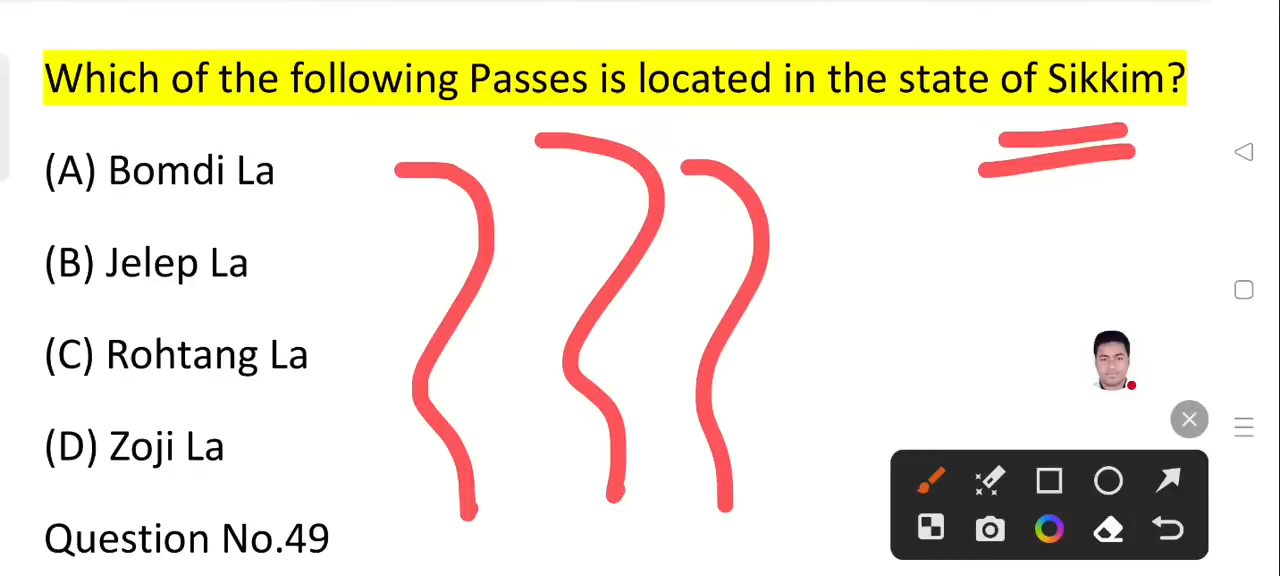 Which of the following Passes is located in the state of Sikkim?
(A) Bomdi La
(B) Jelep La
(C) Rohtang La
(D) Zoji La
Question No.49